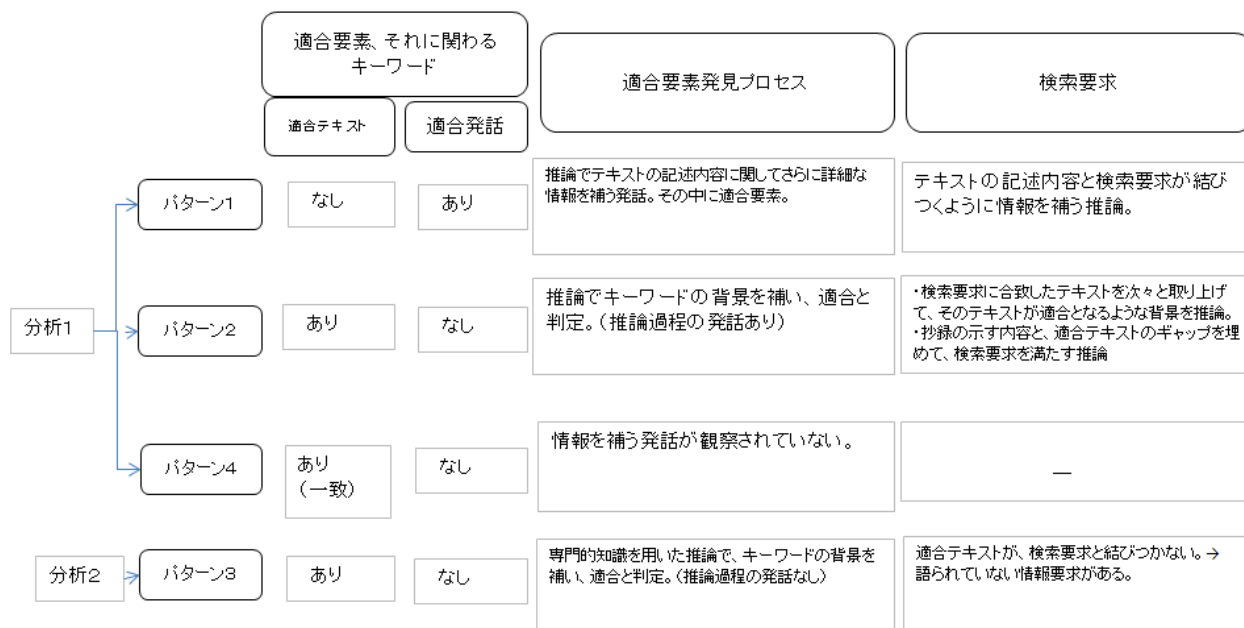 適合要素、それに関わる
キーワード
適合要素発見プロセス
検索要求
適合テキスト
適合発話
パターン1
なし
あり
推論でテキストの記述内容に関してさらに詳細な
情報を補う発話。その中に適合要素。
テキストの記述内容と検索要求が結び
つくように情報を補う推論。
分析1
パターン2
あり
なし
推論でキーワードの背景を補い、適合と
判定。(推論過程の発話あり)
・検索要求に合致したテキストを次々と取り上げ
て、そのテキストが適合となるような背景を推論。
・抄録の示す内容と、適合テキストのギャップを埋
めて、検索要求を満たす推論
パターン4
あり
(一致)
なし
情報を補う発話が観察されていない。
―
分析2
パターン3
あり
なし
専門的知識を用いた推論で、キーワードの背景を
補い、適合と判定。(推論過程の発話なし)
適合テキストが、検索要求と結びつかない。→
語られていない情報要求がある。